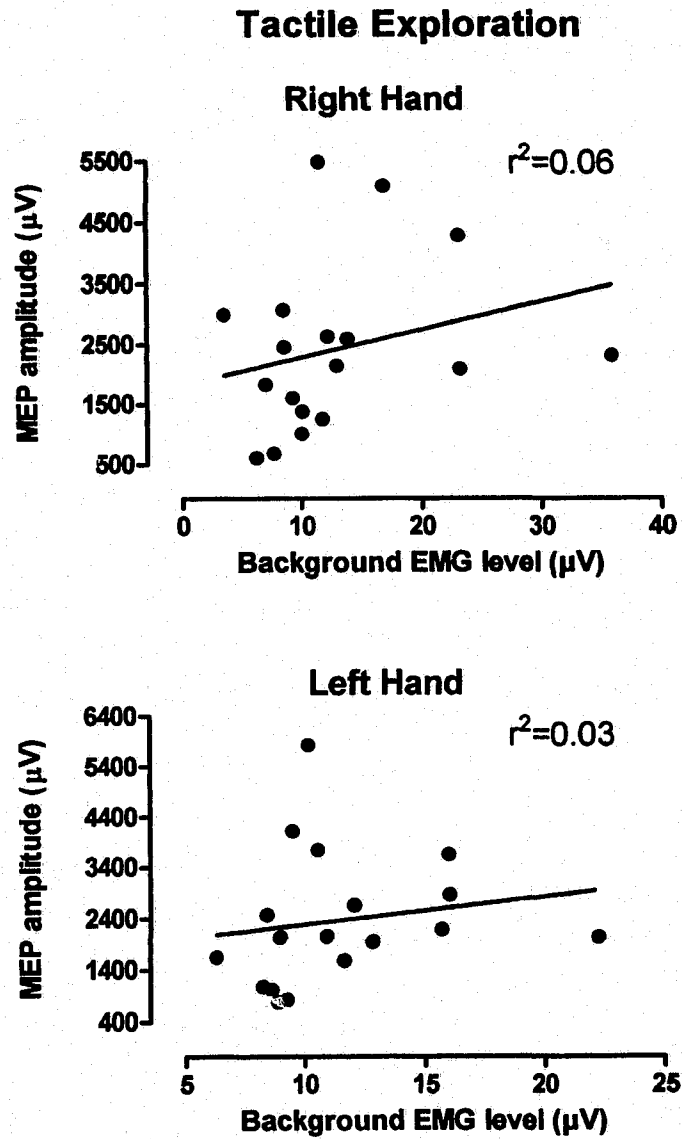 Tactile Exploration
Right Hand
r²=0.06
MEP amplitude (μV)
5500
4500
3500
2500
1500
500
0 10 20 30 40
Background EMG level (μV)
Left Hand
r²=0.03
MEP amplitude (μV)
6400
5400
4400
3400
2400
1400
400
5 10 15 20 25
Background EMG level (μV)